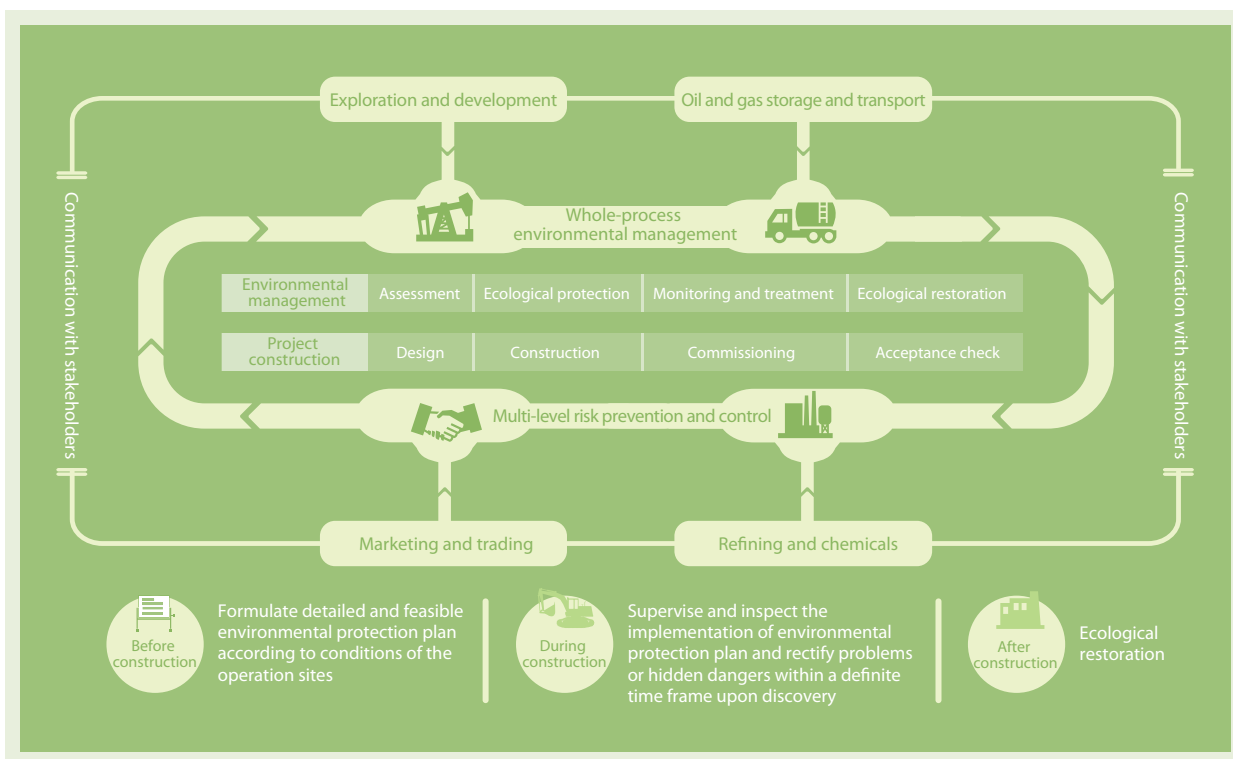 Exploration and development
Oil and gas storage and transport
Communication with stakeholders
Communication with stakeholders
Whole-process
environmental management
Environmental
management
Assessment
Ecological protection
Monitoring and treatment
Ecological restoration
Project
construction
Design
Construction
Commissioning
Acceptance check
Multi-level risk prevention and control
Marketing and trading
Refining and chemicals
Before
construction
Formulate detailed and feasible
environmental protection plan
according to conditions of the
operation sites
During
construction
Supervise and inspect the
implementation of environmental
protection plan and rectify problems
or hidden dangers within a definite
time frame upon discovery
After
construction
Ecological
restoration